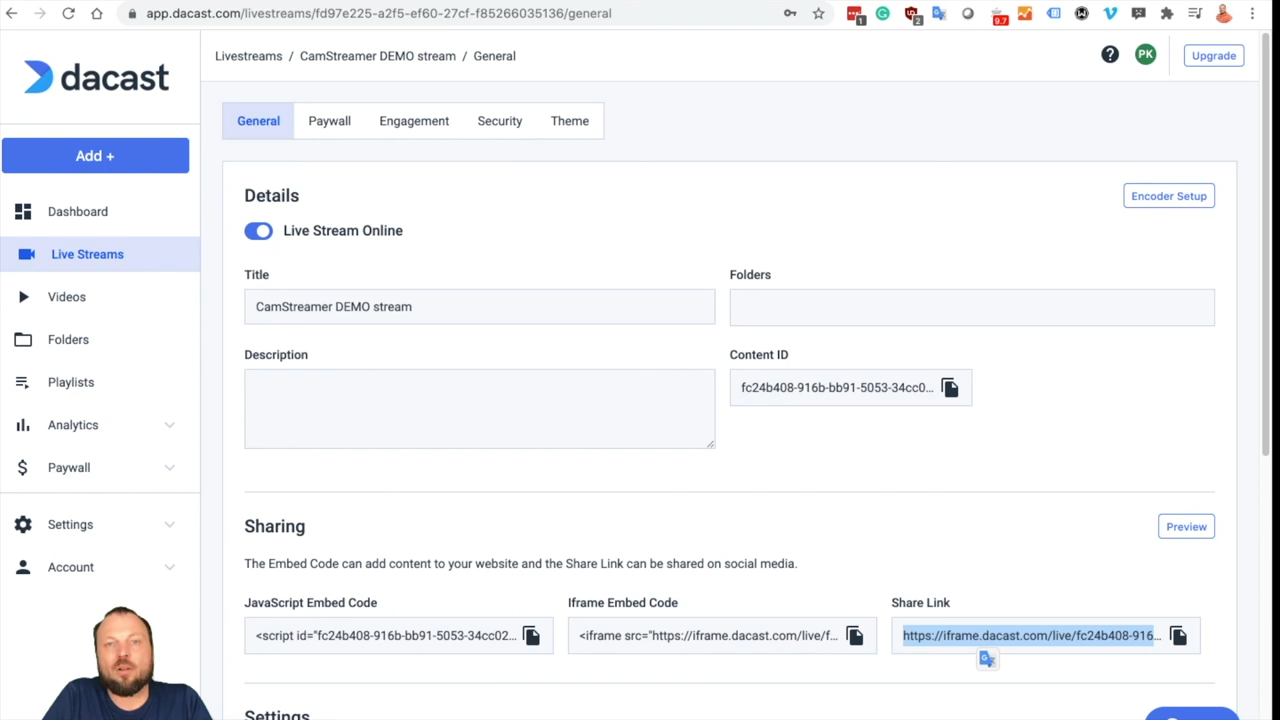 app.dacast.com/livestreams/fd97e225-a2f5-ef60-27cf-f85266035136/general
1
2
9.7
dacast
Livestreams / CamStreamer DEMO stream / General
PK
Upgrade
Add +
General
Paywall
Engagement
Security
Theme
Dashboard
Live Streams
Videos
Folders
Playlists
Analytics
Paywall
Settings
Account
Details
Encoder Setup
Live Stream Online
Title
Folders
CamStreamer DEMO stream
Description
Content ID
fc24b408-916b-bb91-5053-34cc0...
Sharing
Preview
The Embed Code can add content to your website and the Share Link can be shared on social media.
JavaScript Embed Code
Iframe Embed Code
Share Link
<script id="fc24b408-916b-bb91-5053-34cc02...
<iframe src="https://iframe.dacast.com/live/f...
https://iframe.dacast.com/live/fc24b408-916...
Settings